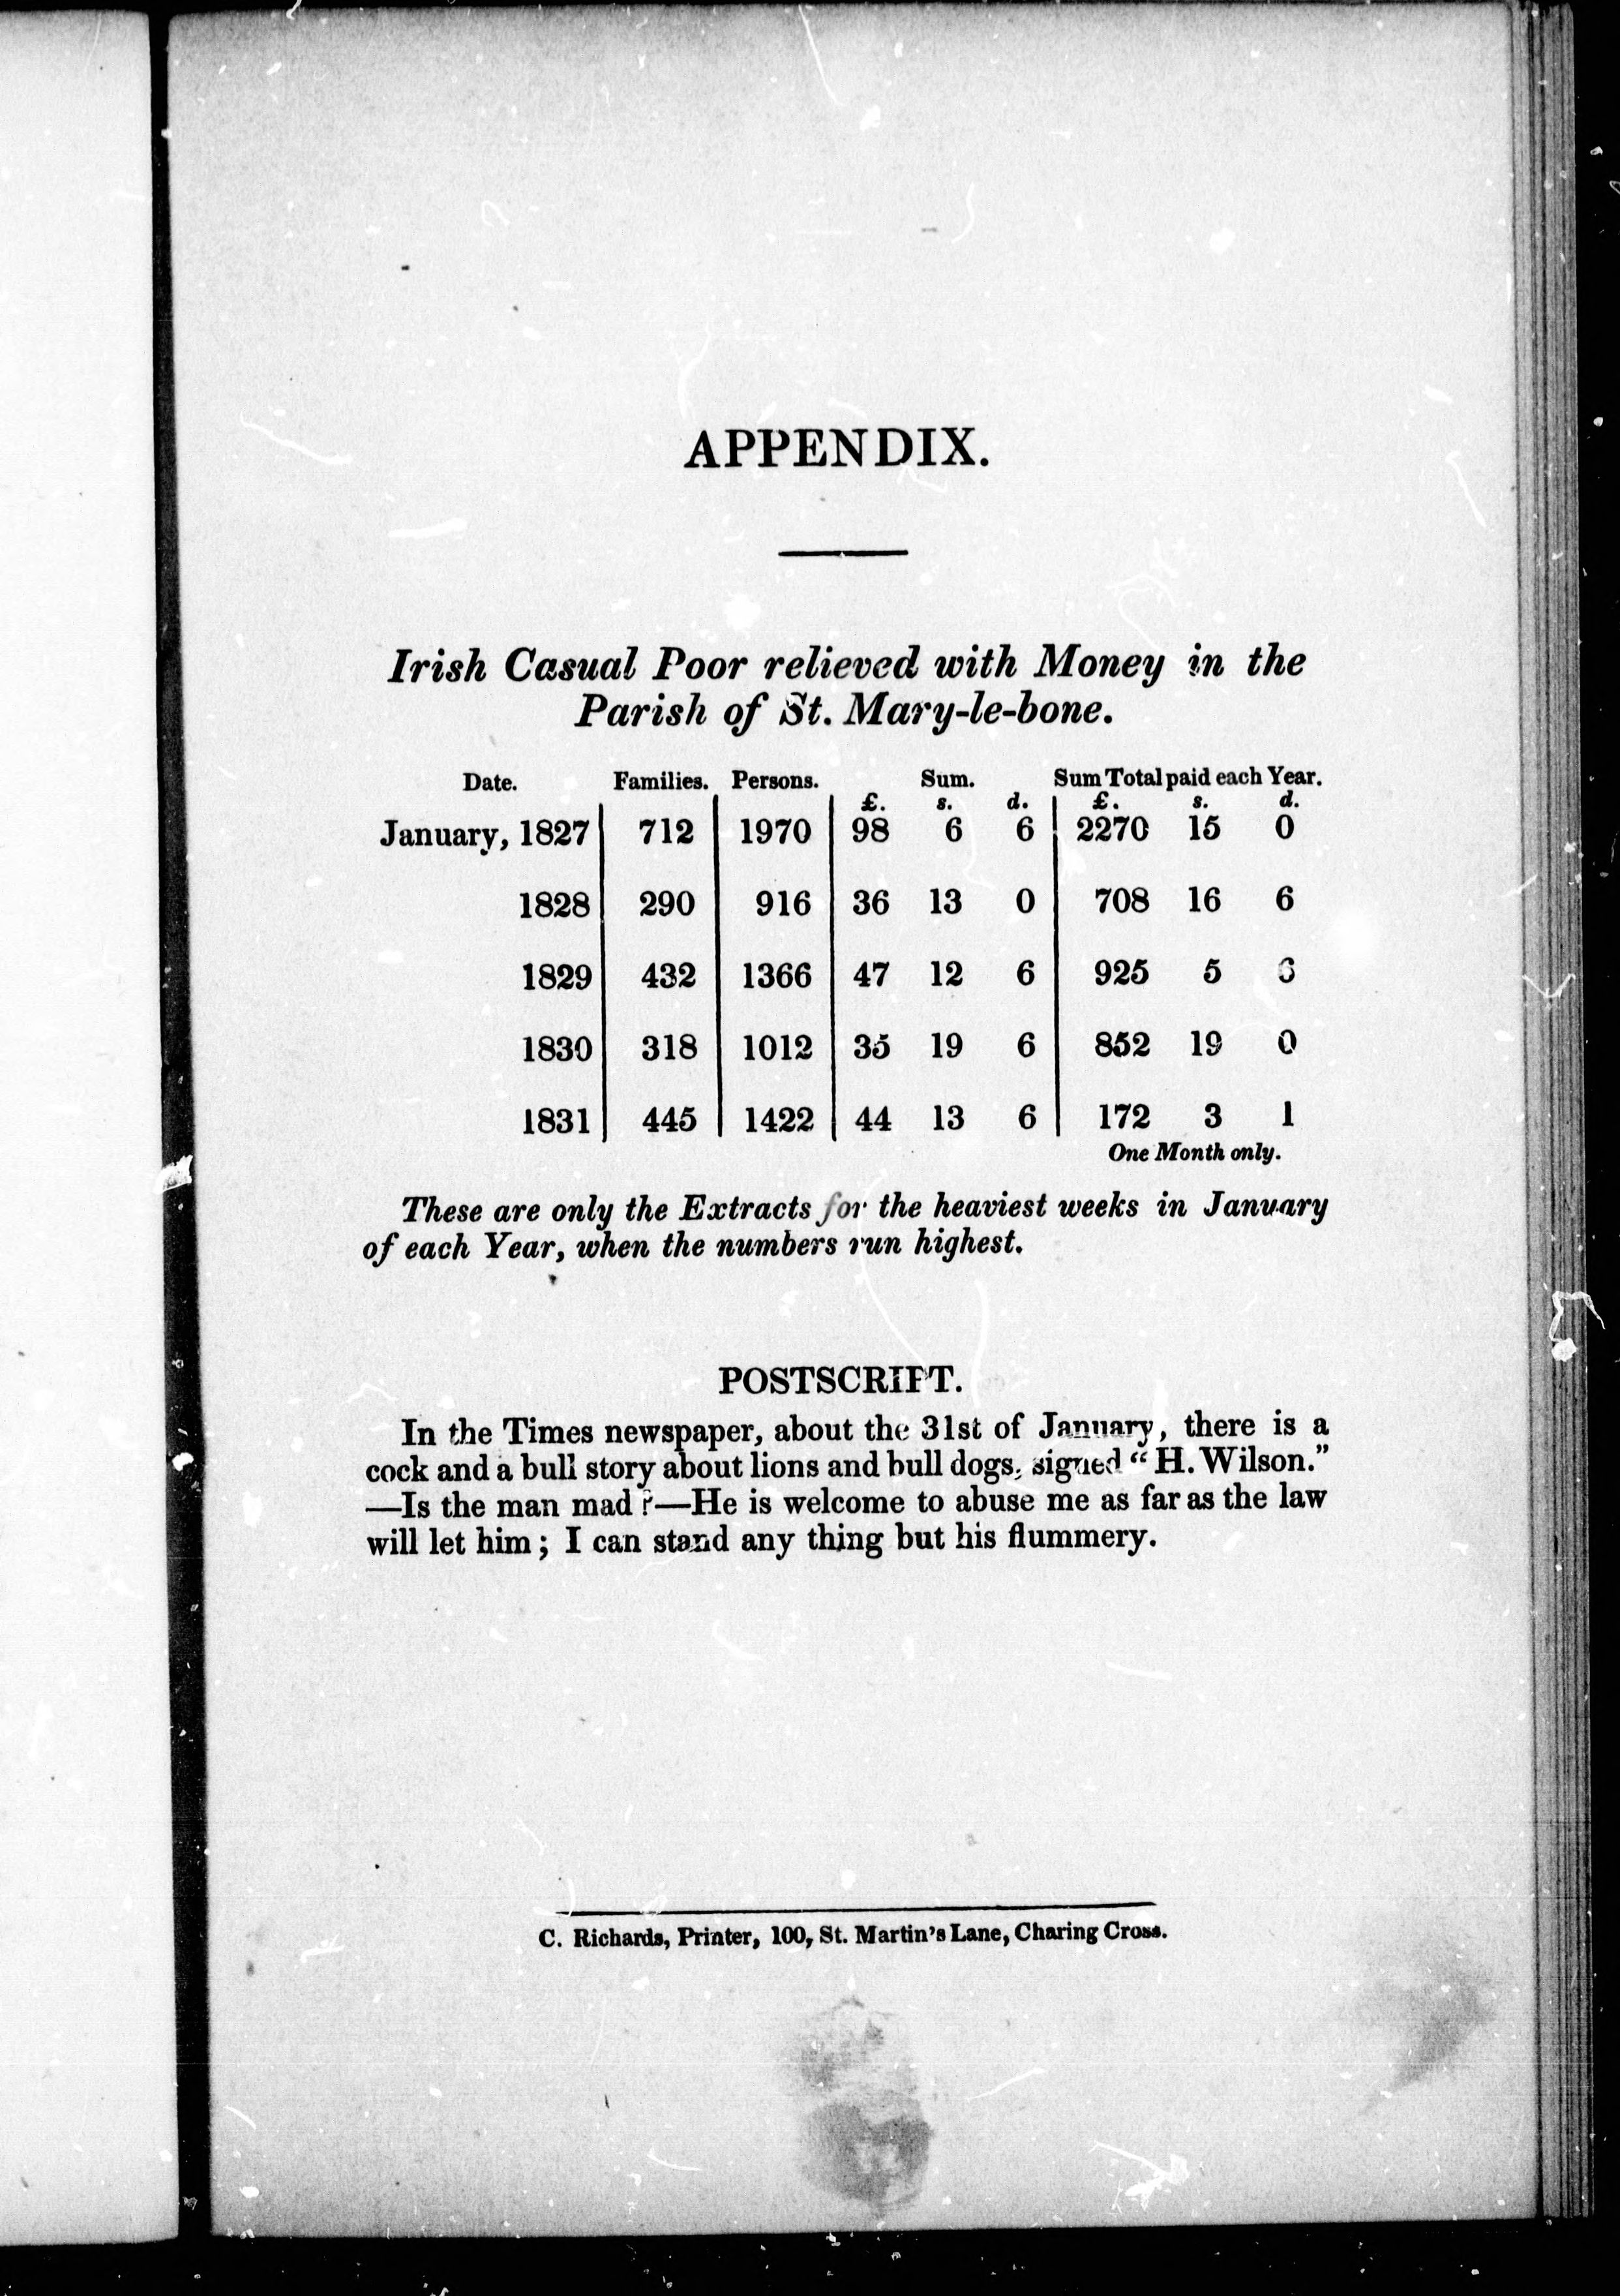 APPENDIX.
Irish Casual Poor relieved with Money in the
Parish of St. Mary-le-bone.
Date. Families. Persons. Sum. Sum Total paid each Year.
£. s. d. £. s. d.
January, 1827 712 1970 98 6 6 2270 15 0
1828 290 916 36 13 0 708 16 6
1829 432 1366 47 12 6 925 5 6
1830 318 1012 35 19 6 852 19 0
1831 445 1422 44 13 6 172 3 1
One Month only.
These are only the Extracts for the heaviest weeks in January
of each Year, when the numbers run highest.
POSTSCRIPT.
In the Times newspaper, about the 31st of January, there is a
cock and a bull story about lions and bull dogs, signed “ H. Wilson.”
—Is the man mad ?—He is welcome to abuse me as far as the law
will let him ; I can stand any thing but his flummery.
C. Richards, Printer, 100, St. Martin's Lane, Charing Cross.